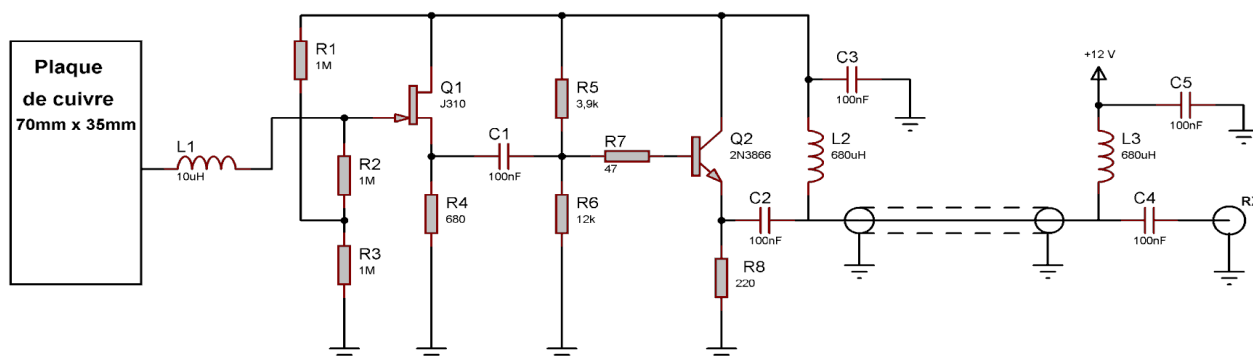 Plaque
de cuivre
70mm x 35mm
L1
10uH
R1
1M
R2
1M
R3
1M
Q1
J310
R4
680
C1
100nF
R5
3,9k
R6
12k
R7
47
Q2
2N3866
R8
220
C2
100nF
C3
100nF
L2
680uH
+12 V
L3
680uH
C5
100nF
C4
100nF